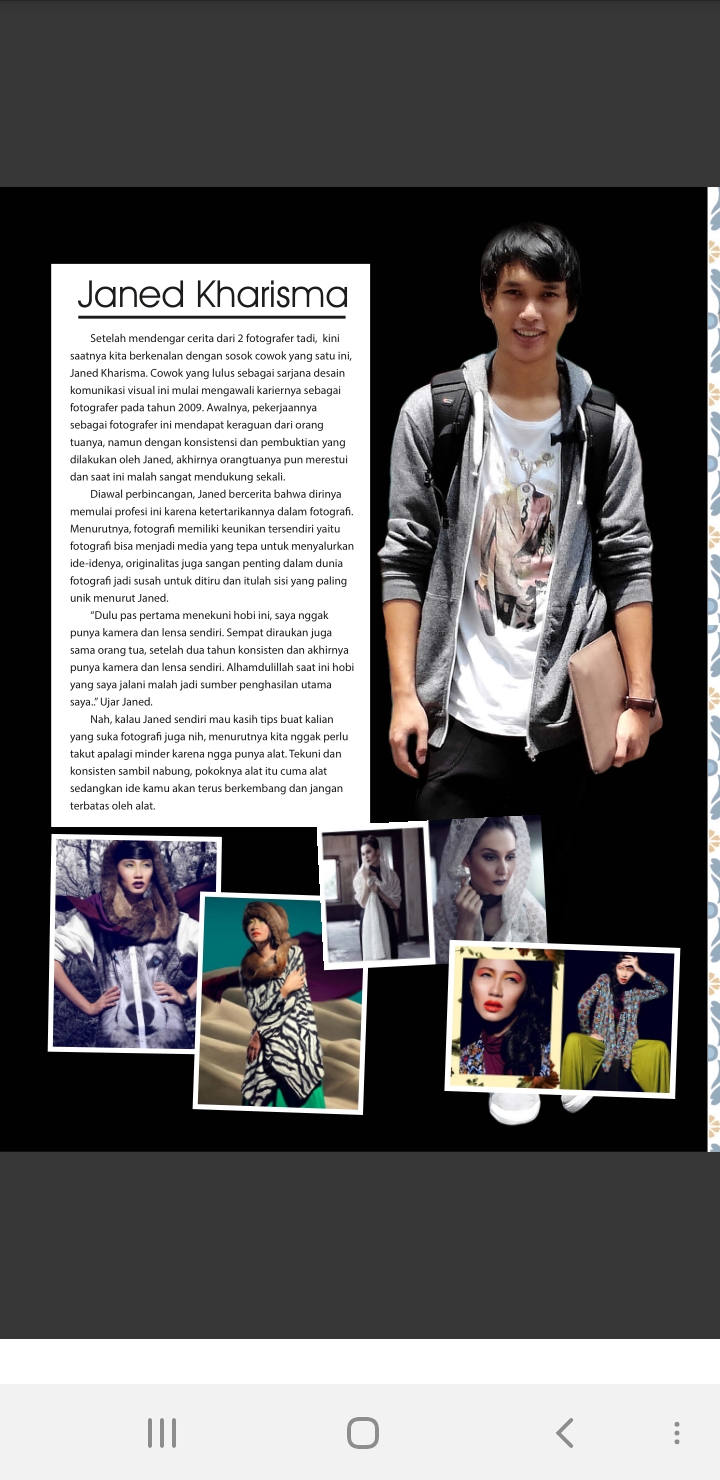 Janed Kharisma
Setelah mendengar cerita dari 2 fotografer tadi, kini
saatnya kita berkenalan dengan sosok cowok yang satu ini,
Janed Kharisma. Cowok yang lulus sebagai sarjana desain
komunikasi visual ini mulai mengawali kariernya sebagai
fotografer pada tahun 2009. Awalnya, pekerjaannya
sebagai fotografer ini mendapat keraguan dari orang
tuanya, namun dengan konsistensi dan pembuktian yang
dilakukan oleh Janed, akhirnya orangtuanya pun merestui
dan saat ini malah sangat mendukung sekali.
Diawal perbincangan, Janed bercerita bahwa dirinya
memulai profesi ini karena ketertarikannya dalam fotografi.
Menurutnya, fotografi memiliki keunikan tersendiri yaitu
fotografi bisa menjadi media yang tepa untuk menyalurkan
ide-idenya, originalitas juga sangan penting dalam dunia
fotografi jadi susah untuk ditiru dan itulah sisi yang paling
unik menurut Janed.
“Dulu pas pertama menekuni hobi ini, saya nggak
punya kamera dan lensa sendiri. Sempat diraukan juga
sama orang tua, setelah dua tahun konsisten dan akhirnya
punya kamera dan lensa sendiri. Alhamdulillah saat ini hobi
yang saya jalani malah jadi sumber penghasilan utama
saya..” Ujar Janed.
Nah, kalau Janed sendiri mau kasih tips buat kalian
yang suka fotografi juga nih, menurutnya kita nggak perlu
takut apalagi minder karena ngga punya alat. Tekuni dan
konsisten sambil nabung, pokoknya alat itu cuma alat
sedangkan ide kamu akan terus berkembang dan jangan
terbatas oleh alat.